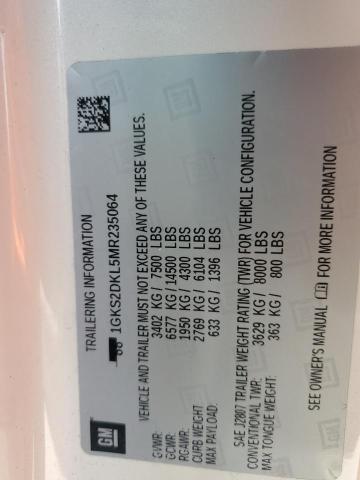 TRAILERING INFORMATION
1GKS2DKL5MR235064
VEHICLE AND TRAILER MUST NOT EXCEED ANY OF THESE VALUES.
GVWR: 3402 KG / 7500 LBS
GCWR: 6577 KG / 14500 LBS
RGAWR: 1950 KG / 4300 LBS
CURB WEIGHT 2769 KG / 6104 LBS
MAX PAYLOAD: 633 KG / 1396 LBS
SAE J2807 TRAILER WEIGHT RATING (TWR) FOR VEHICLE CONFIGURATION.
CONVENTIONAL TWR: 3629 KG / 8000 LBS
MAX TONGUE WEIGHT: 363 KG / 800 LBS
SEE OWNER'S MANUAL FOR MORE INFORMATION
GM